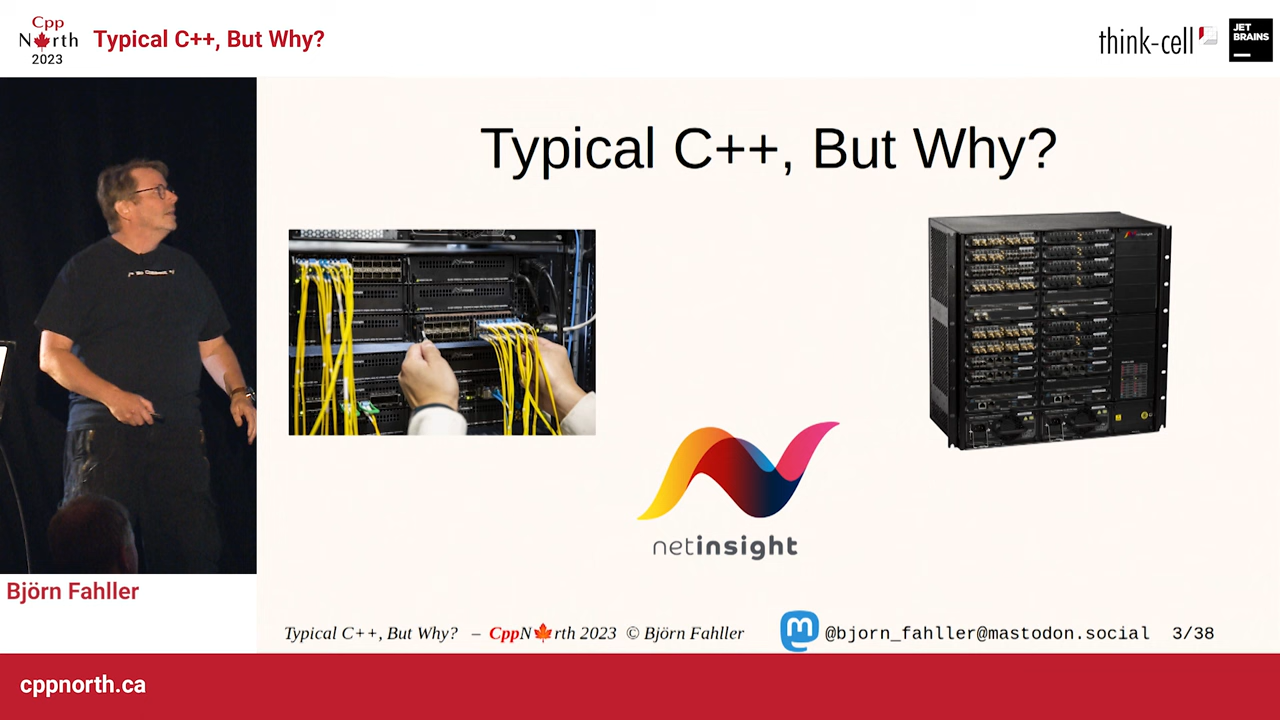 Cpp
North
2023
Typical C++, But Why?
think-cell
JET
BRAINS
Typical C++, But Why?
netinsight
Björn Fahller
Typical C++, But Why? – CppNorth 2023 © Björn Fahller
@bjorn_fahller@mastodon.social 3/38
cppnorth.ca